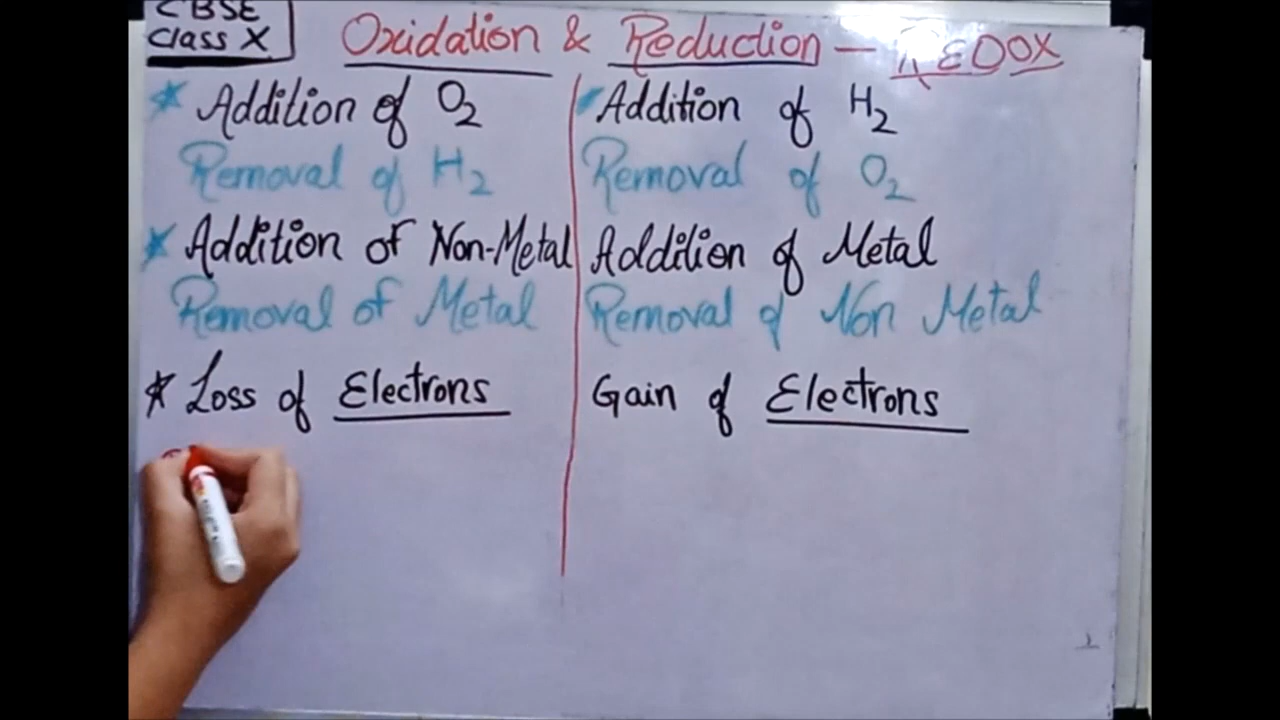 CBSE
Class X
Oxidation & Reduction — REDOX
* Addition of O2
Removal of H2
* Addition of Non-Metal
Removal of Metal
* Loss of Electrons
Addition of H2
Removal of O2
Addition of Metal
Removal of Non Metal
Gain of Electrons